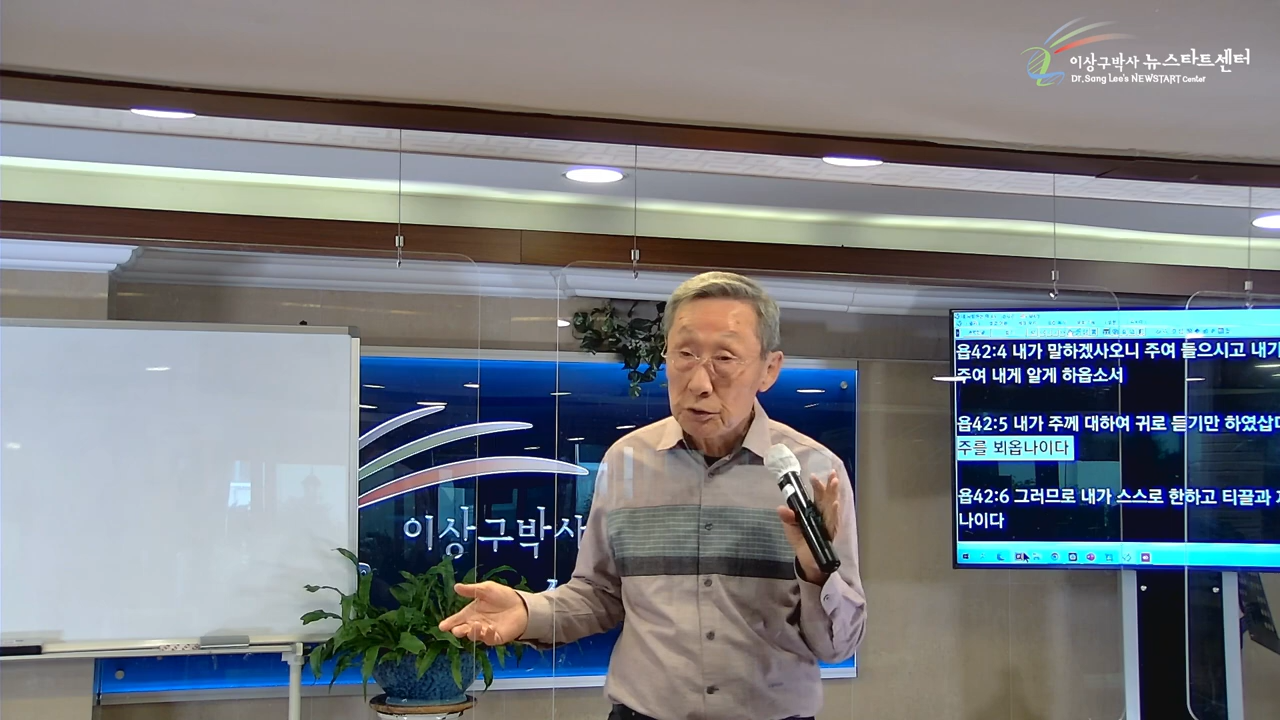 이상구박사 뉴스타트센터
Dr. Sang Lee's NEWSTART Center
이상구박사
욥42:4 내가 말하겠사오니 주여 들으시고 내가
주여 내게 알게 하옵소서
욥42:5 내가 주께 대하여 귀로 듣기만 하였삽더
주를 뵈옵나이다
욥42:6 그러므로 내가 스스로 한하고 티끌과
나이다